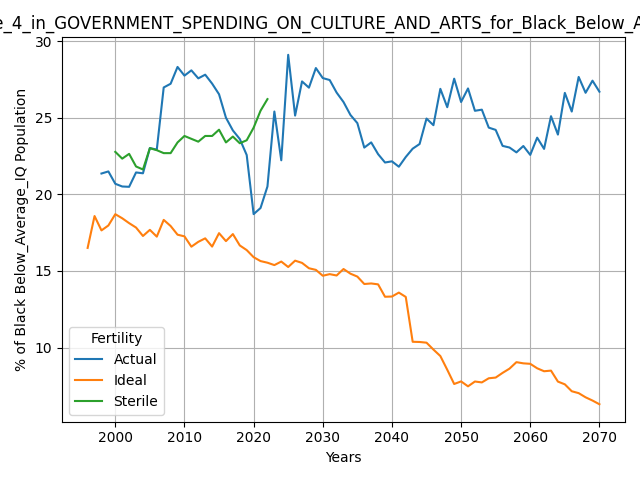 e_4_in_GOVERNMENT_SPENDING_ON_CULTURE_AND_ARTS_for_Black_Below_A
30
25
20
15
10
% of Black Below_Average_IQ Population
Fertility
Actual
Ideal
Sterile
2000 2010 2020 2030 2040 2050 2060 2070
Years